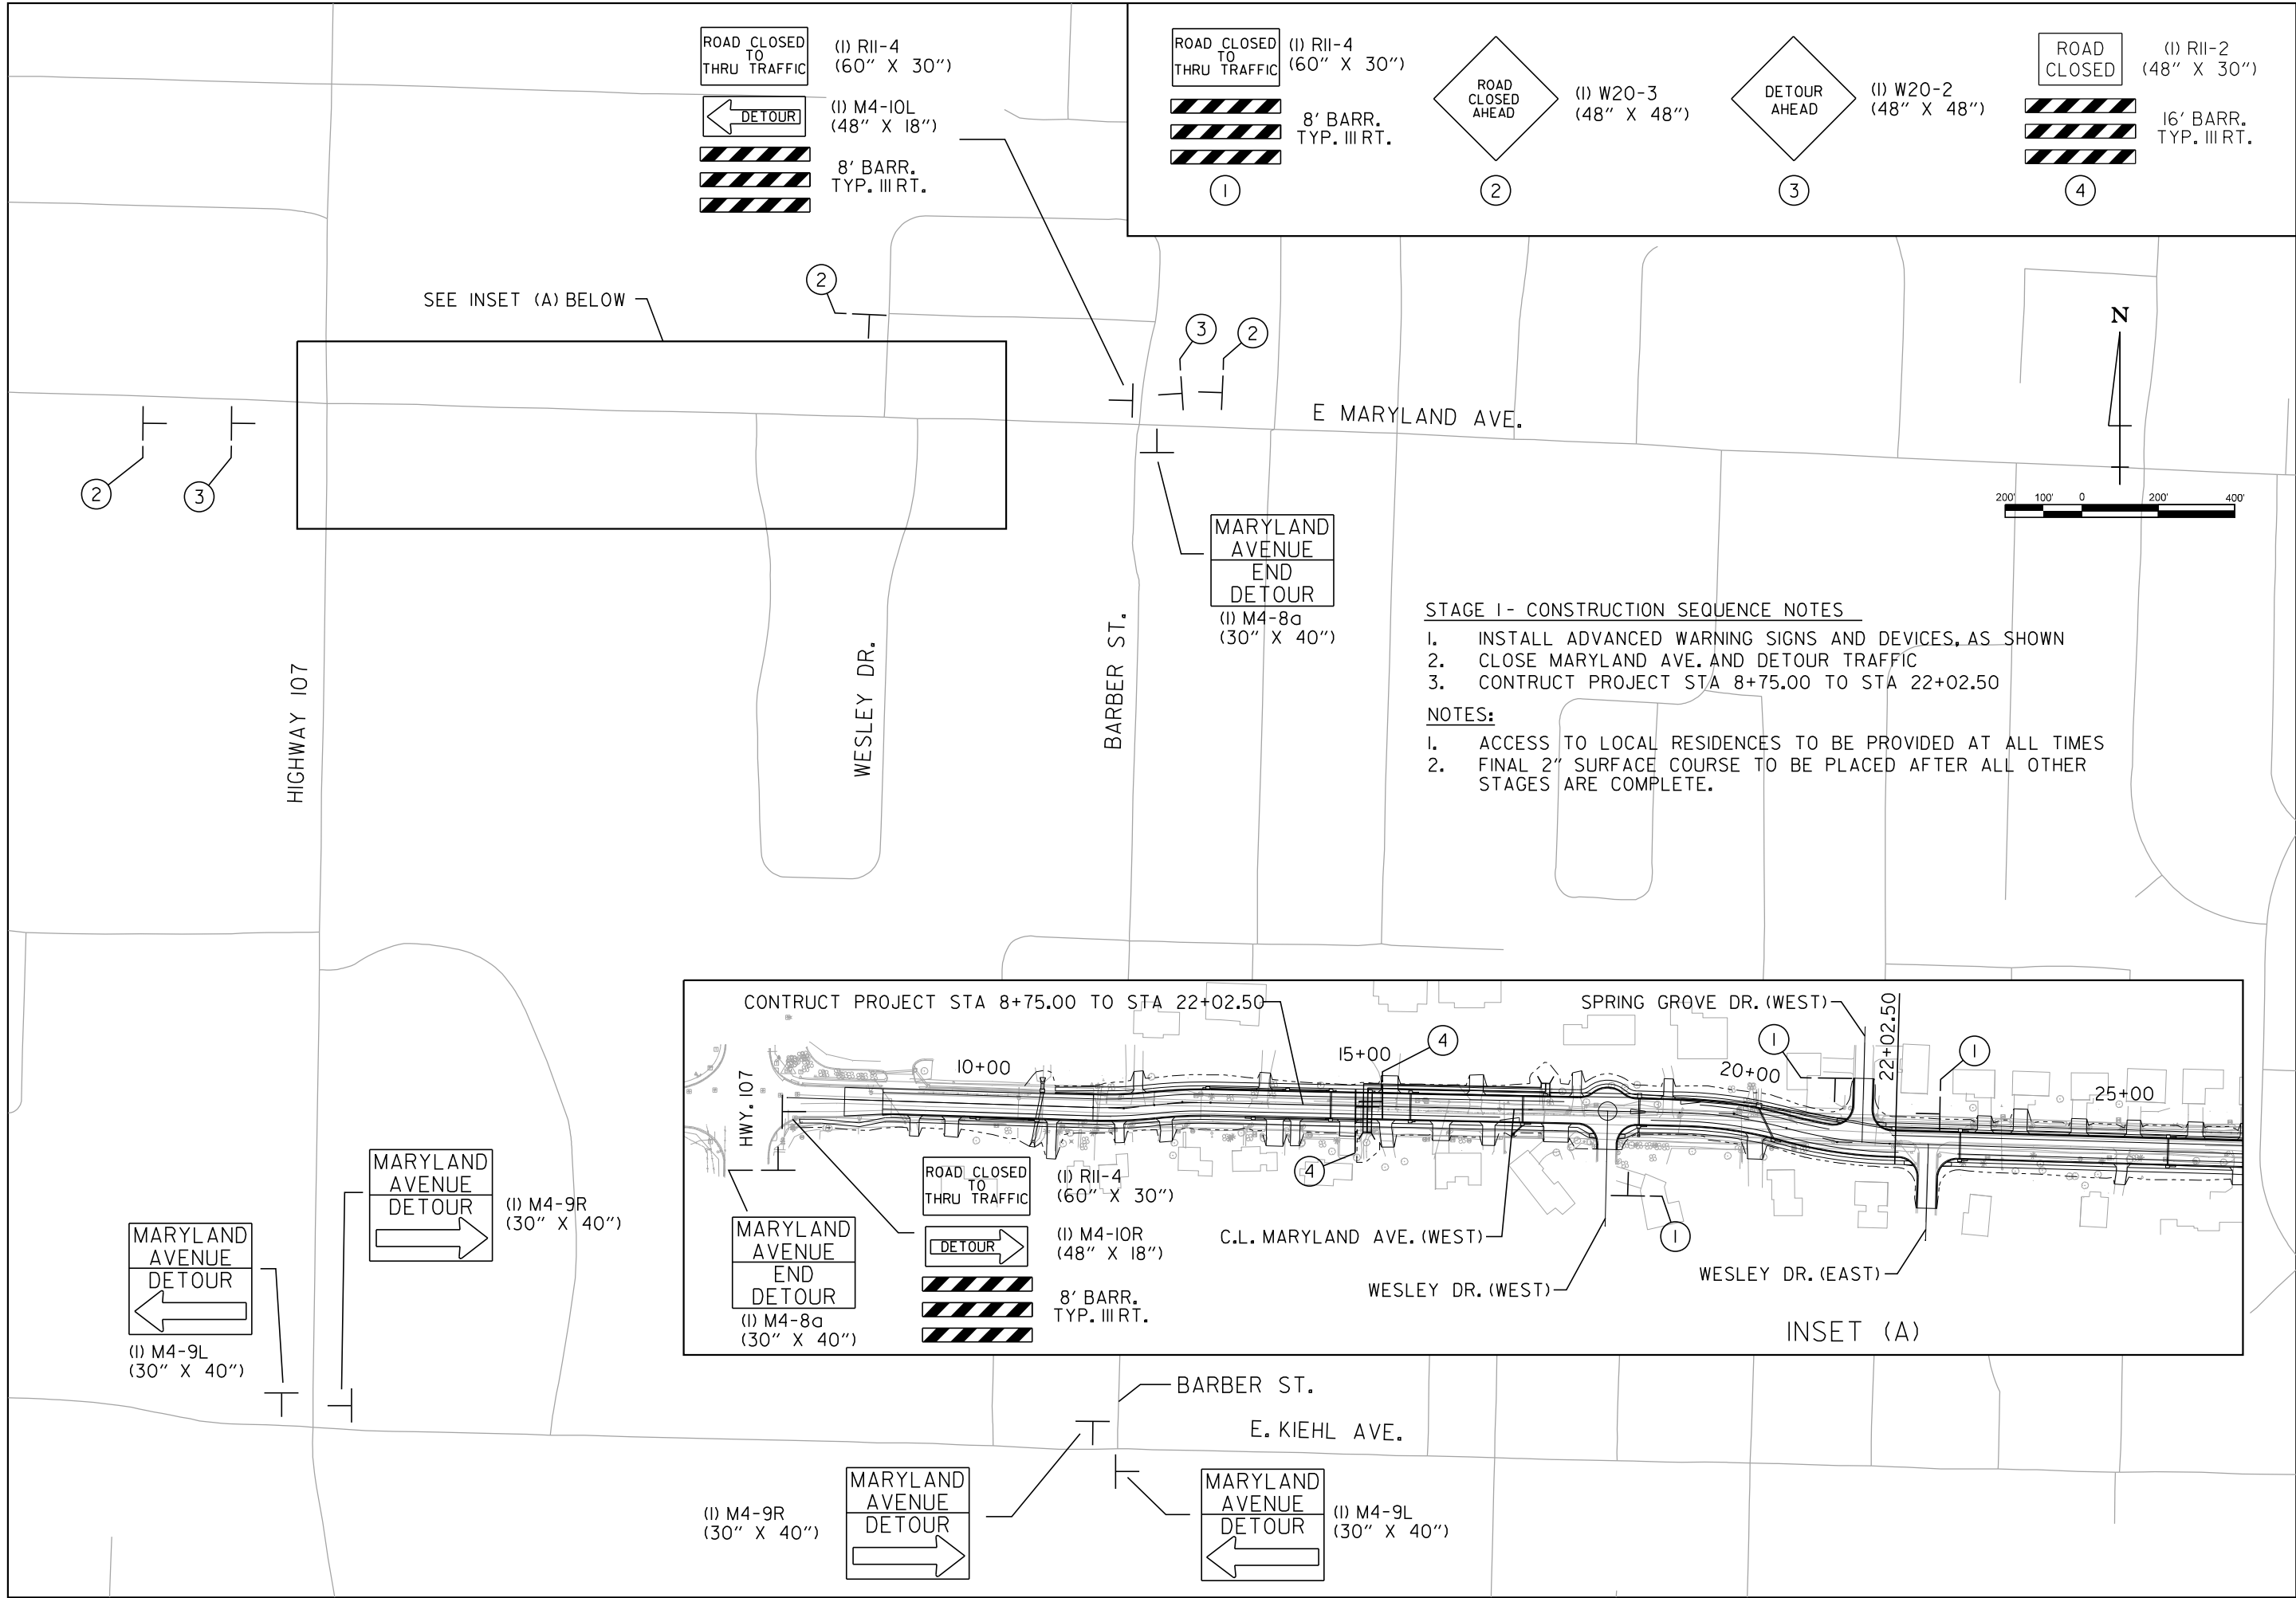 ROAD CLOSED
TO
THRU TRAFFIC
(1) R11-4
(60" X 30")
DETOUR
(1) M4-10L
(48" X 18")
8' BARR.
TYP. III RT.
ROAD CLOSED
TO
THRU TRAFFIC
(1) R11-4
(60" X 30")
8' BARR.
TYP. III RT.
1
ROAD
CLOSED
AHEAD
(1) W20-3
(48" X 48")
2
DETOUR
AHEAD
(1) W20-2
(48" X 48")
3
ROAD
CLOSED
(1) R11-2
(48" X 30")
16' BARR.
TYP. III RT.
4
SEE INSET (A) BELOW
2
3
2
E MARYLAND AVE.
N
200' 100' 0 200' 400'
2
3
MARYLAND
AVENUE
END
DETOUR
(1) M4-8a
(30" X 40")
HIGHWAY 107
WESLEY DR.
BARBER ST.
STAGE 1- CONSTRUCTION SEQUENCE NOTES
1. INSTALL ADVANCED WARNING SIGNS AND DEVICES, AS SHOWN
2. CLOSE MARYLAND AVE. AND DETOUR TRAFFIC
3. CONTRUCT PROJECT STA 8+75.00 TO STA 22+02.50
NOTES:
1. ACCESS TO LOCAL RESIDENCES TO BE PROVIDED AT ALL TIMES
2. FINAL 2" SURFACE COURSE TO BE PLACED AFTER ALL OTHER
STAGES ARE COMPLETE.
CONTRUCT PROJECT STA 8+75.00 TO STA 22+02.50
SPRING GROVE DR. (WEST)
22+02.50
1
1
4
10+00
15+00
20+00
25+00
HWY. 107
4
1
ROAD CLOSED
TO
THRU TRAFFIC
(1) R11-4
(60" X 30")
DETOUR
(1) M4-10R
(48" X 18")
8' BARR.
TYP. III RT.
MARYLAND
AVENUE
END
DETOUR
(1) M4-8a
(30" X 40")
C.L. MARYLAND AVE. (WEST)
WESLEY DR. (WEST)
WESLEY DR. (EAST)
INSET (A)
MARYLAND
AVENUE
DETOUR
(1) M4-9R
(30" X 40")
MARYLAND
AVENUE
DETOUR
(1) M4-9L
(30" X 40")
BARBER ST.
E. KIEHL AVE.
(1) M4-9R
(30" X 40")
MARYLAND
AVENUE
DETOUR
MARYLAND
AVENUE
DETOUR
(1) M4-9L
(30" X 40")